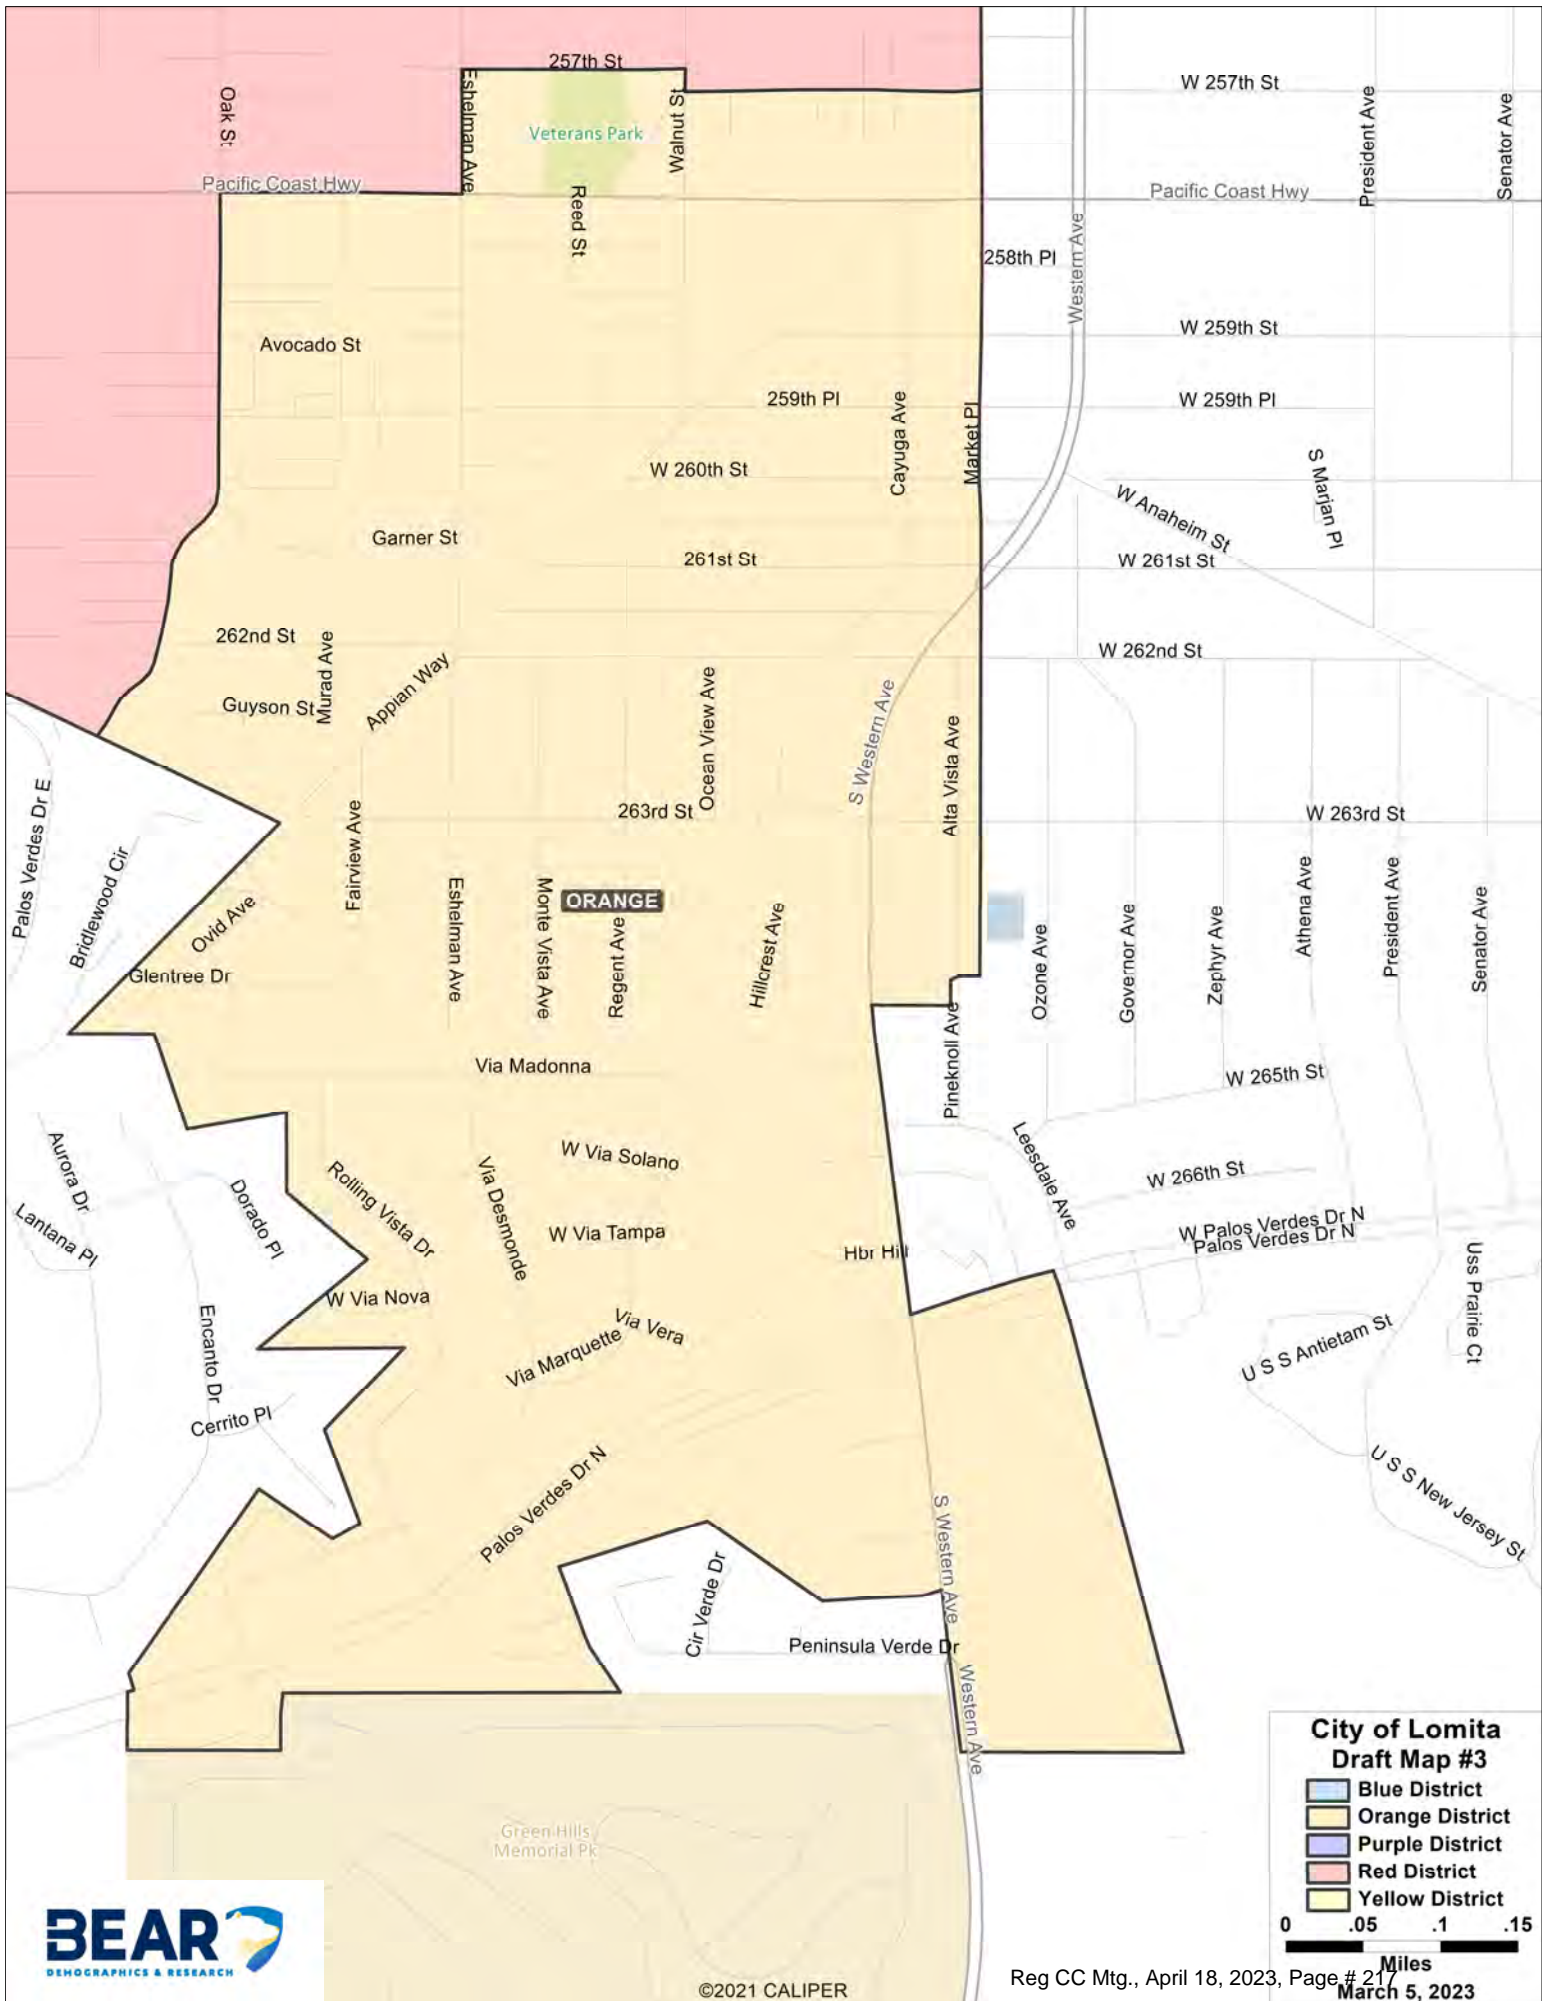 257th St
W 257th St
Oak St
Eshelman Ave
Veterans Park
Walnut St
President Ave
Senator Ave
Pacific Coast Hwy
Pacific Coast Hwy
Reed St
258th Pl
Western Ave
W 259th St
Avocado St
259th Pl
W 259th Pl
Cayuga Ave
Market Pl
W 260th St
S Marjan Pl
W Anaheim St
Garner St
261st St
W 261st St
262nd St
Murad Ave
Appian Way
W 262nd St
Guyson St
Ocean View Ave
S Western Ave
Alta Vista Ave
Palos Verdes Dr E
263rd St
W 263rd St
Bridlewood Cir
Fairview Ave
Ovid Ave
Eshelman Ave
Monte Vista Ave
ORANGE
Regent Ave
Hillcrest Ave
Ozone Ave
Governor Ave
Zephyr Ave
Athena Ave
President Ave
Senator Ave
Glentree Dr
Pineknoll Ave
Via Madonna
W 265th St
Aurora Dr
Lantana Pl
Dorado Pl
Rolling Vista Dr
Via Desmonde
W Via Solano
Leesdale Ave
W 266th St
W Via Tampa
Hbr Hill
W Palos Verdes Dr N
Palos Verdes Dr N
Uss Prairie Ct
W Via Nova
Encanto Dr
Via Vera
Via Marquette
U S S Antietam St
Cerrito Pl
Palos Verdes Dr N
U S S New Jersey St
S Western Ave
Cir Verde Dr
Peninsula Verde Dr
Western Ave
Green Hills
Memorial Pk
City of Lomita
Draft Map #3
Blue District
Orange District
Purple District
Red District
Yellow District
0 .05 .1 .15
Miles
March 5, 2023
BEAR
DEMOGRAPHICS & RESEARCH
©2021 CALIPER
Reg CC Mtg., April 18, 2023, Page # 217